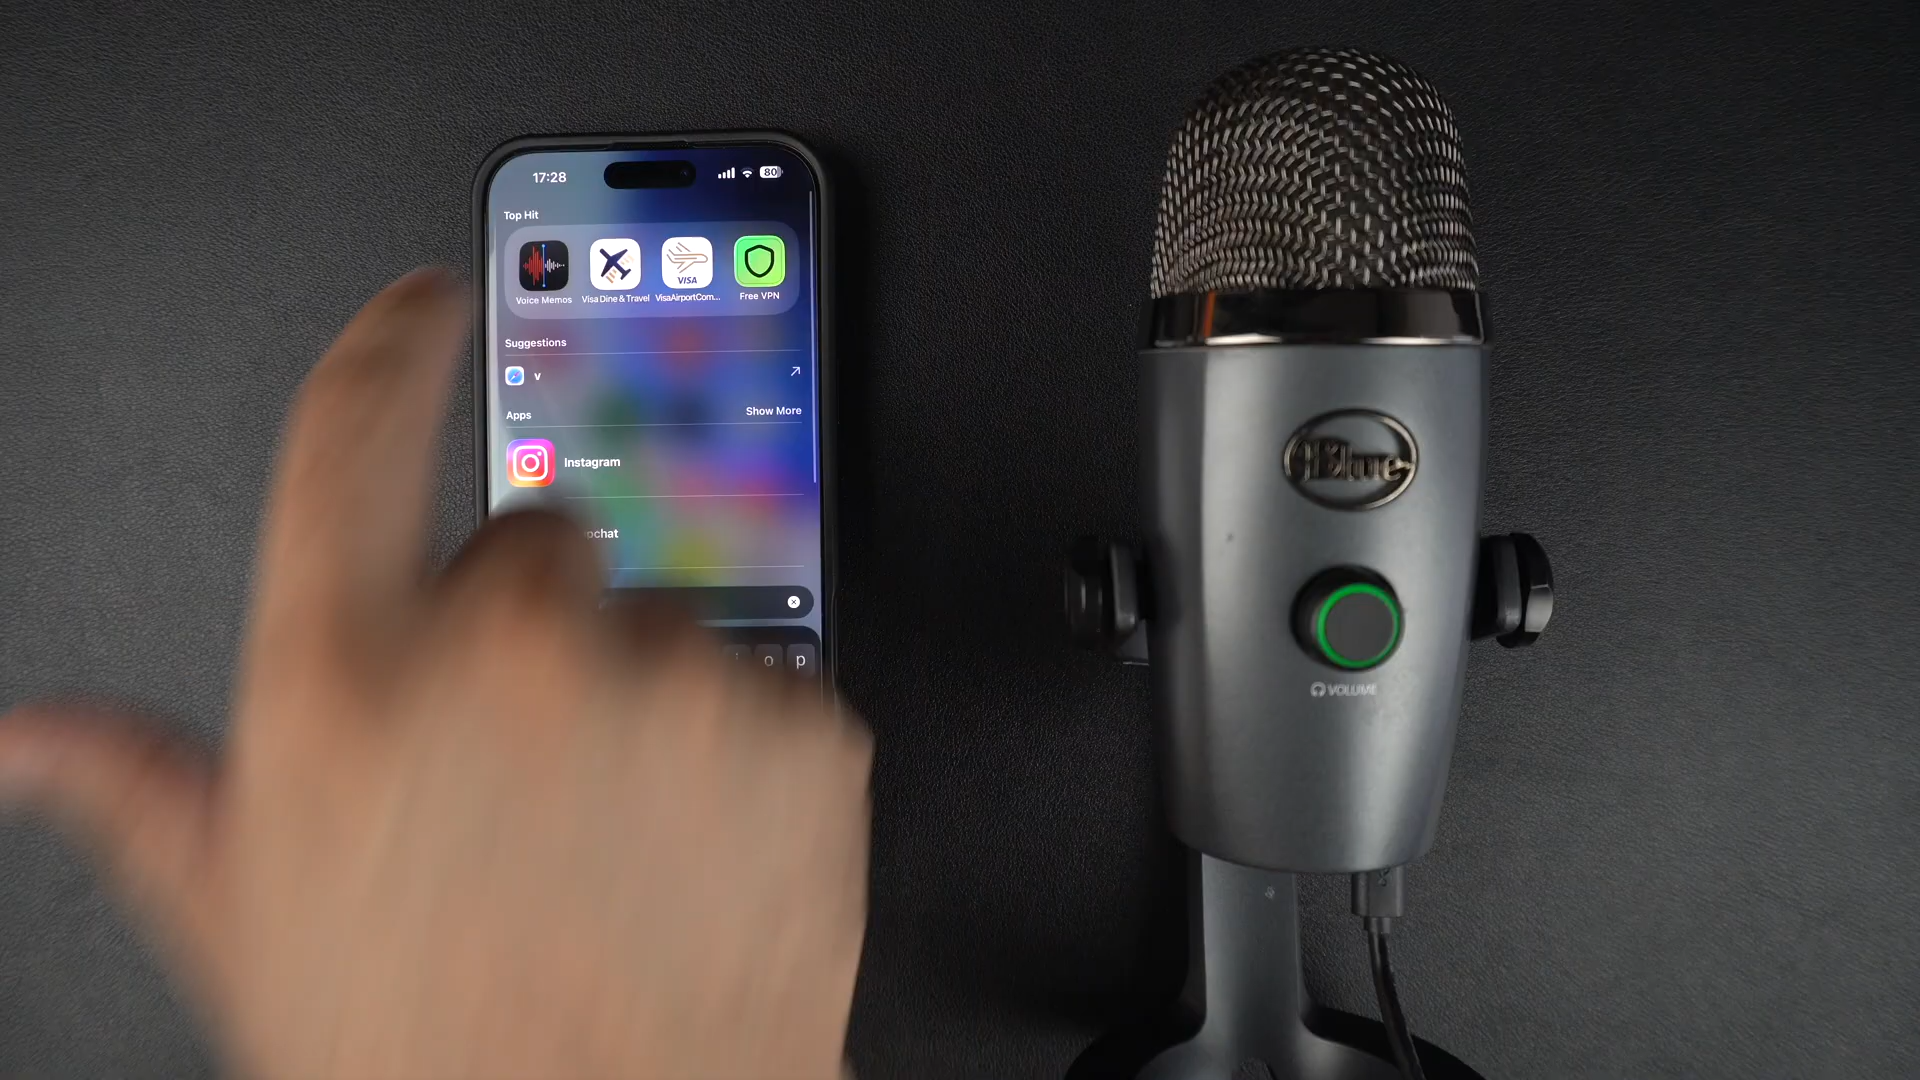 17:28
80
Top Hit
Voice Memos
Visa Dine & Travel
VISA
VisaAirportCom...
Free VPN
Suggestions
v
Apps
Show More
Instagram
pchat
o p
Blue
VOLUME